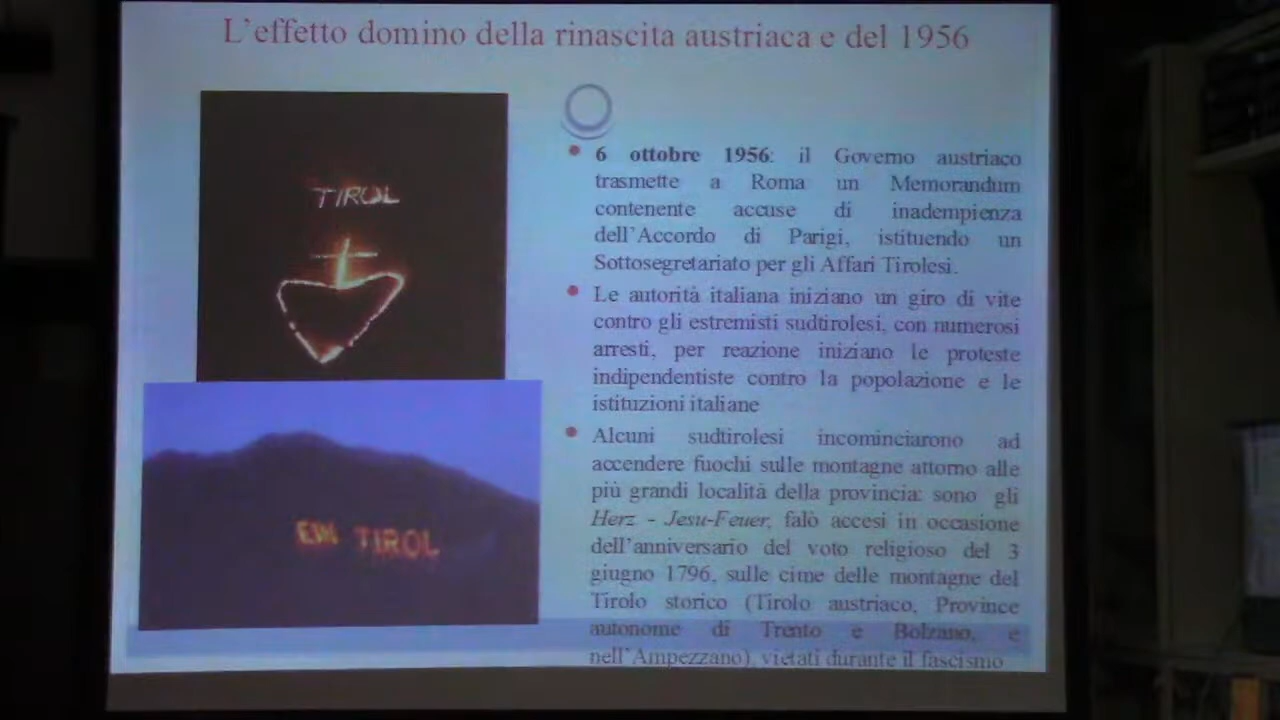 L'effetto domino della rinascita austriaca e del 1956
TIROL
EIN TIROL
6 ottobre 1956: il Governo austriaco
trasmette a Roma un Memorandum
contenente accuse di inadempienza
dell'Accordo di Parigi, istituendo un
Sottosegretariato per gli Affari Tirolesi.
Le autorità italiana iniziano un giro di vite
contro gli estremisti sudtirolesi, con numerosi
arresti, per reazione iniziano le proteste
indipendentiste contro la popolazione e le
istituzioni italiane
Alcuni sudtirolesi incominciarono ad
accendere fuochi sulle montagne attorno alle
più grandi località della provincia: sono gli
Herz - Jesu-Feuer, falò accesi in occasione
dell'anniversario del voto religioso del 3
giugno 1796, sulle cime delle montagne del
Tirolo storico (Tirolo austriaco, Province
autonome di Trento e Bolzano, e
nell'Ampezzano), vietati durante il fascismo